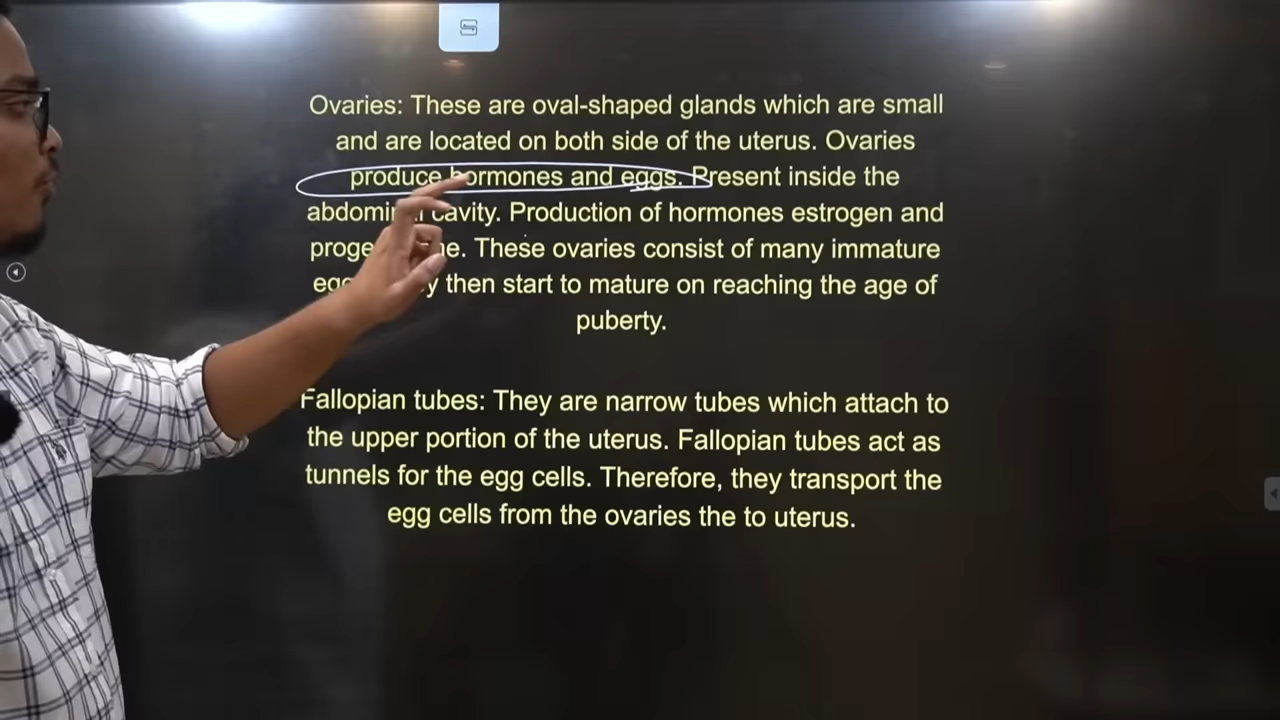 Ovaries: These are oval-shaped glands which are small
and are located on both side of the uterus. Ovaries
produce hormones and eggs. Present inside the
cavity. Production of hormones estrogen and
These ovaries consist of many immature
then start to mature on reaching the age of
puberty.
Fallopian tubes: They are narrow tubes which attach to
the upper portion of the uterus. Fallopian tubes act as
tunnels for the egg cells. Therefore, they transport the
egg cells from the ovaries the to uterus.